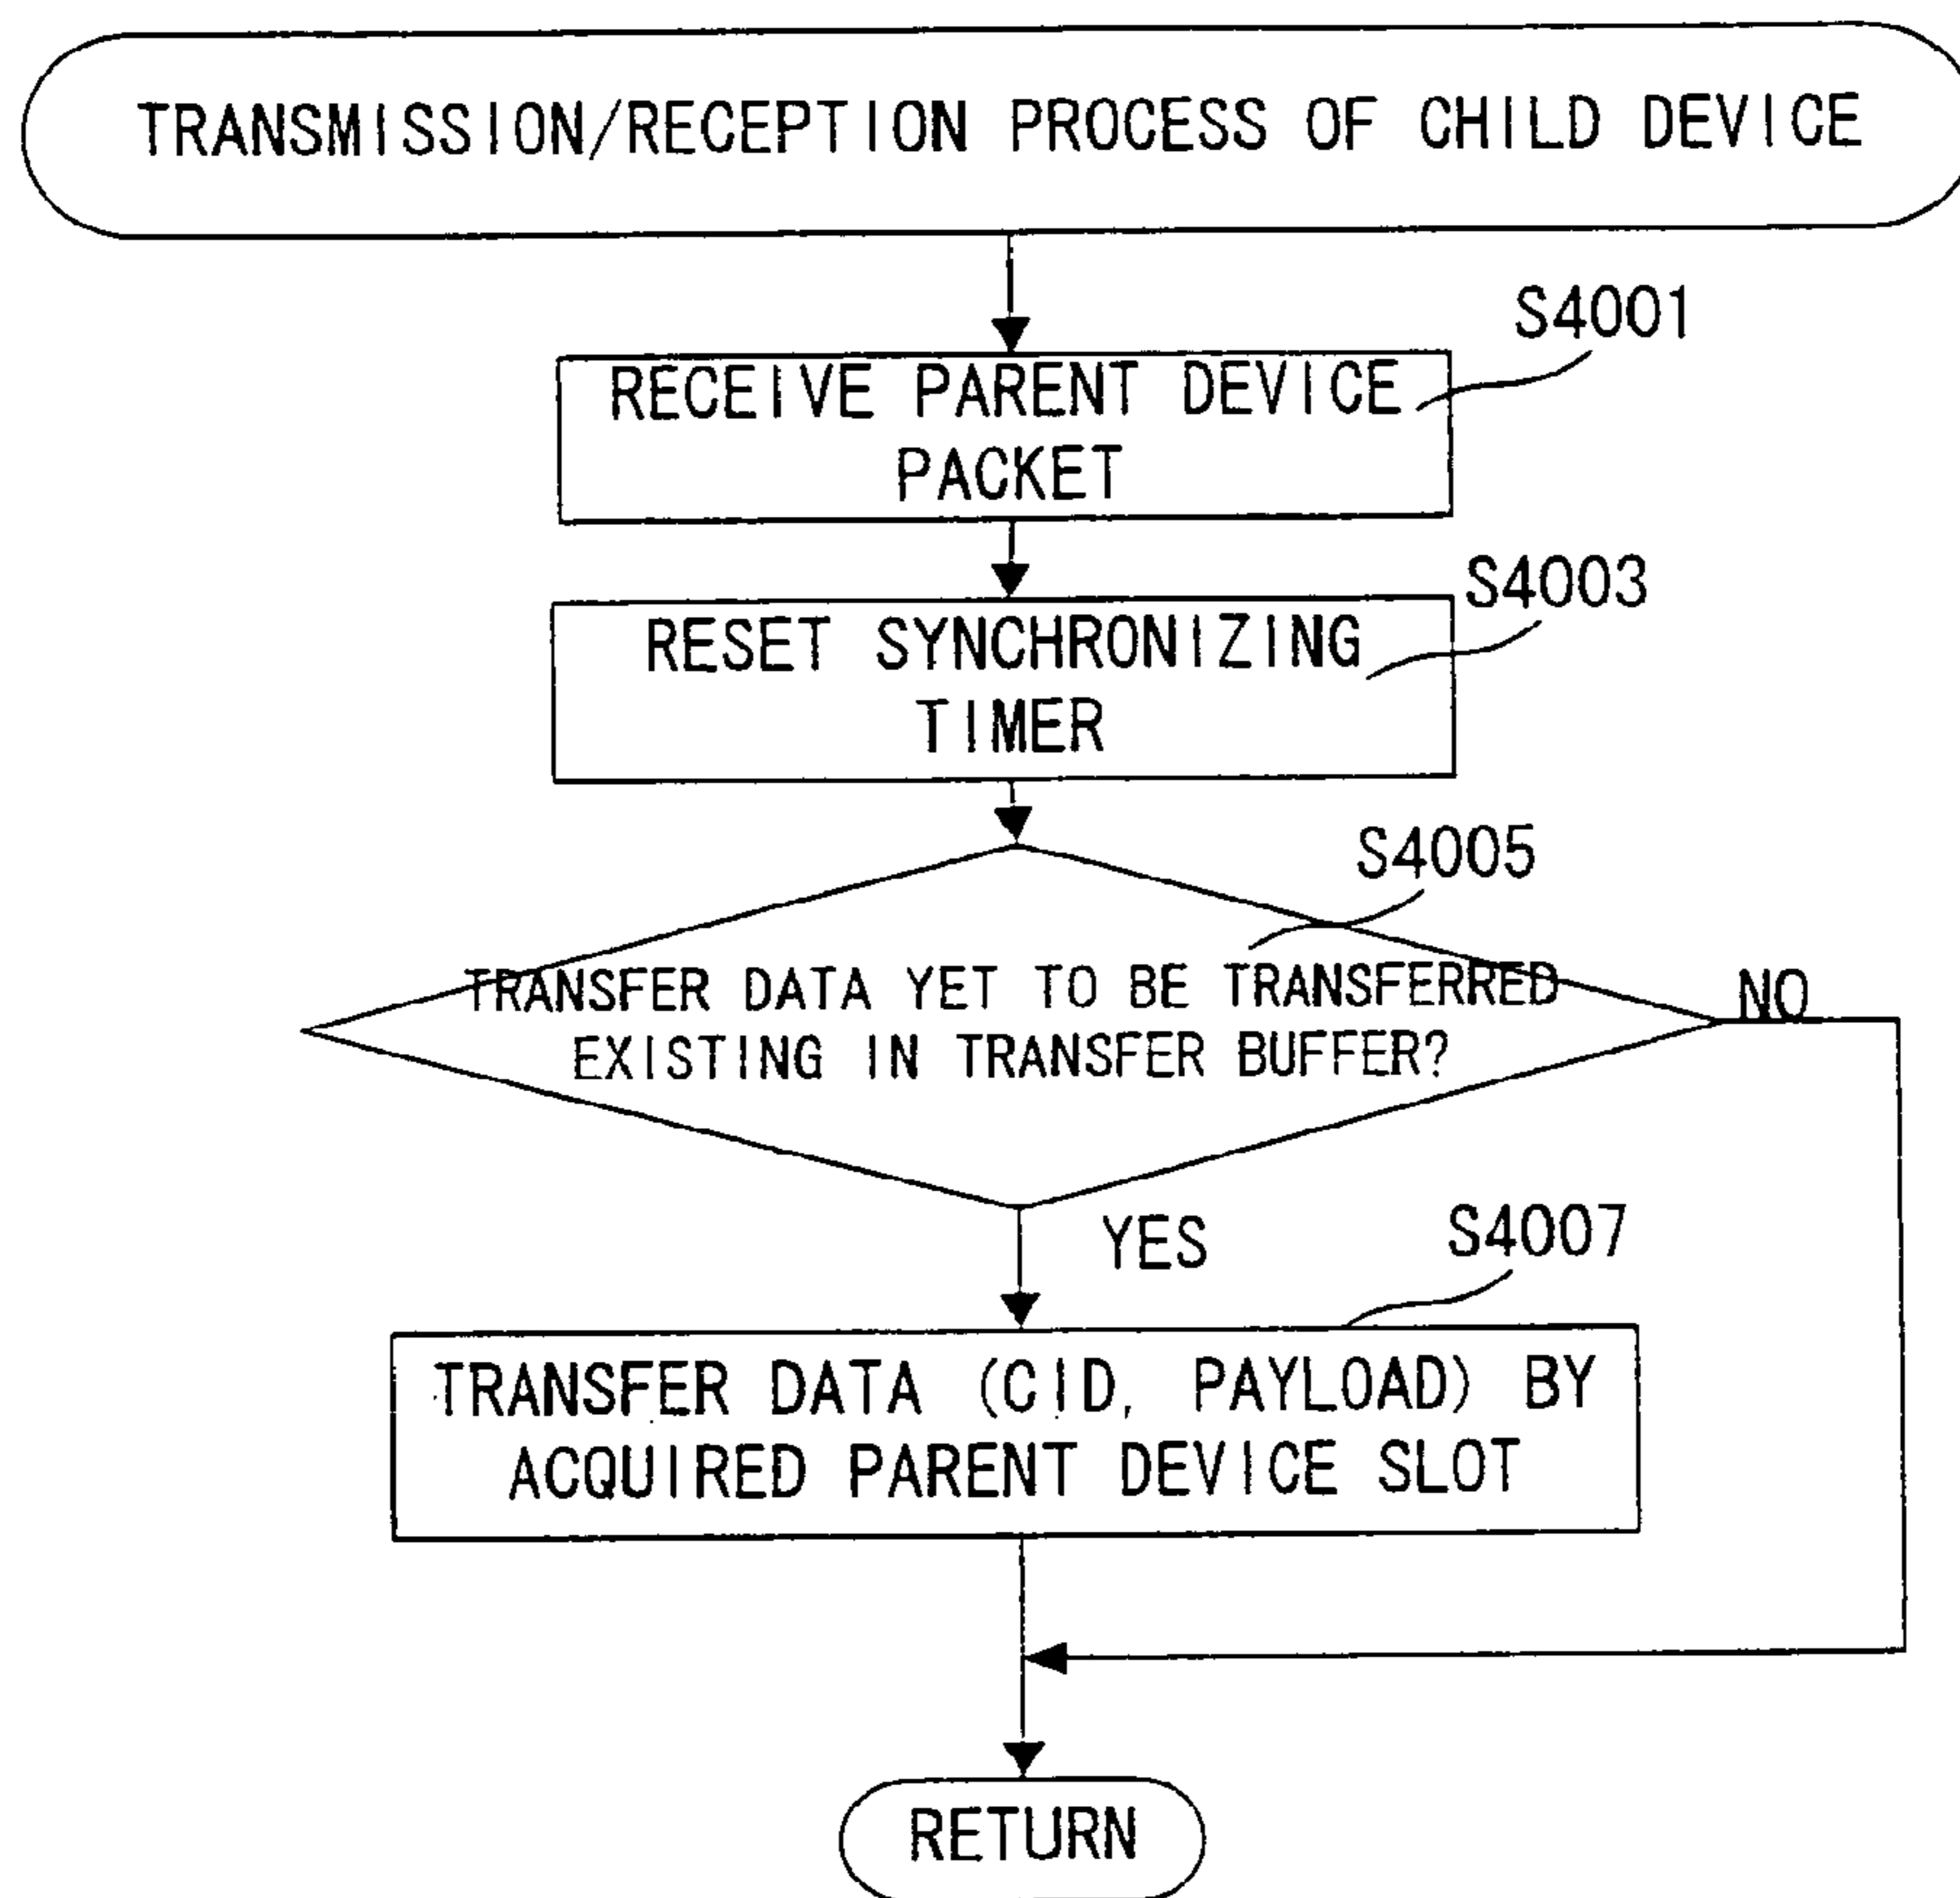 TRANSMISSION/RECEPTION PROCESS OF CHILD DEVICE
S4001
RECEIVE PARENT DEVICE
PACKET
S4003
RESET SYNCHRONIZING
TIMER
S4005
TRANSFER DATA YET TO BE TRANSFERRED
EXISTING IN TRANSFER BUFFER?
NO
YES
S4007
TRANSFER DATA (CID, PAYLOAD) BY
ACQUIRED PARENT DEVICE SLOT
RETURN